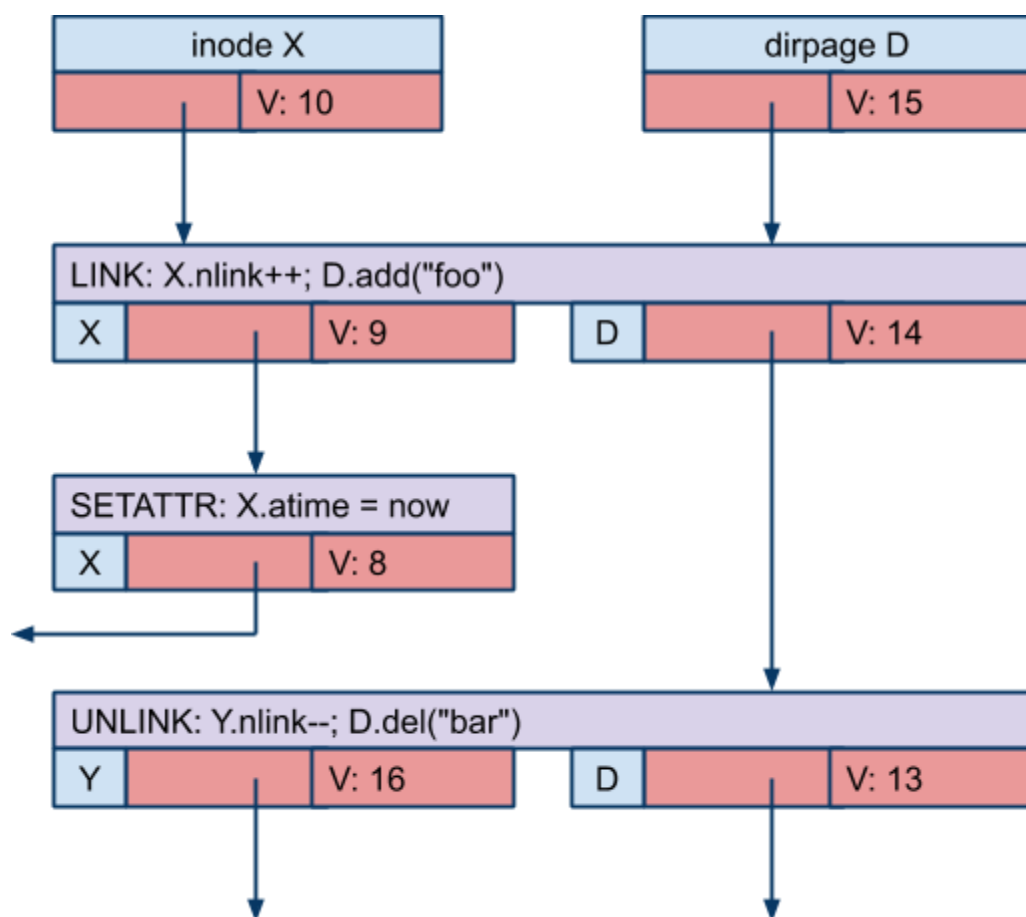 inode X
dirpage D
V: 10
V: 15
LINK: X.nlink++; D.add("foo")
X
V: 9
D
V: 14
SETATTR: X.atime = now
X
V: 8
UNLINK: Y.nlink--; D.del("bar")
Y
V: 16
D
V: 13